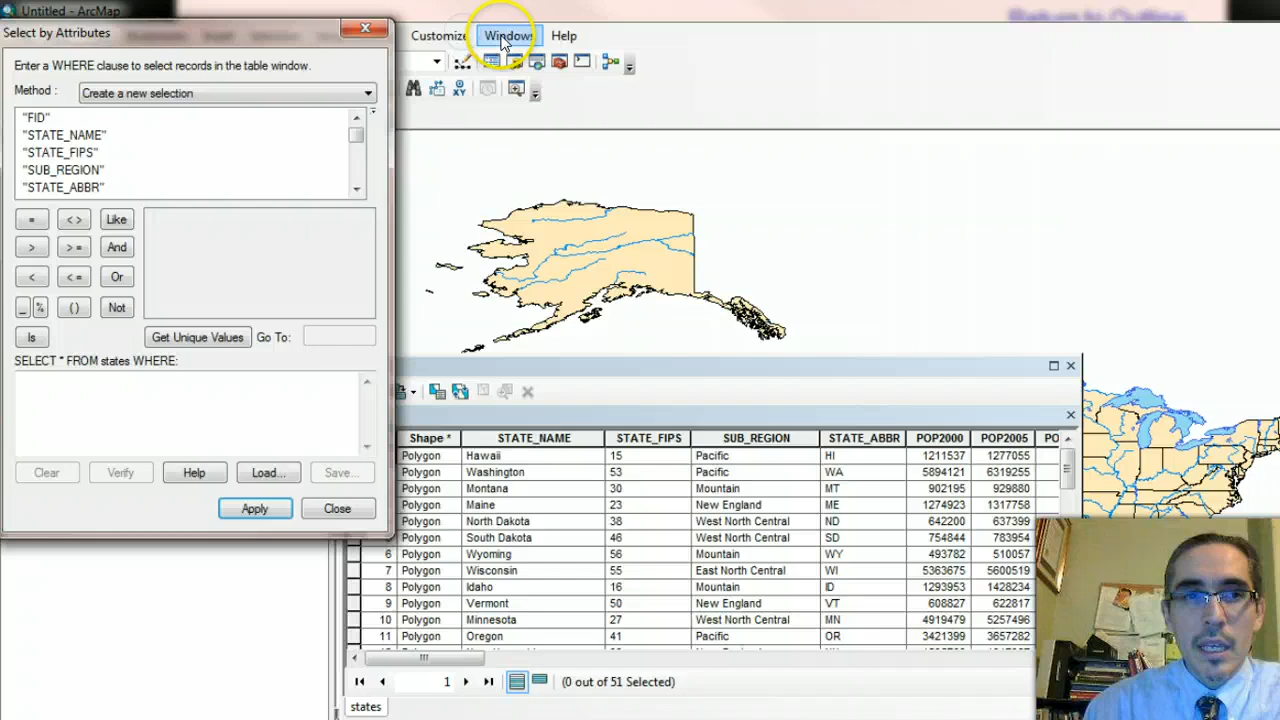 Untitled - ArcMap
Return to Outline
Select by Attributes
Customize Windows Help
Enter a WHERE clause to select records in the table window.
Method : Create a new selection
"FID"
"STATE_NAME"
"STATE_FIPS"
"SUB_REGION"
"STATE_ABBR"
= < > Like
> > = And
< < = Or
_ % ( ) Not
Is Get Unique Values Go To:
SELECT * FROM states WHERE:
Clear Verify Help Load... Save...
Apply Close
Shape * STATE_NAME STATE_FIPS SUB_REGION STATE_ABBR POP2000 POP2005 PO
Polygon Hawaii 15 Pacific HI 1211537 1277055
Polygon Washington 53 Pacific WA 5894121 6319255
Polygon Montana 30 Mountain MT 902195 929880
Polygon Maine 23 New England ME 1274923 1317758
Polygon North Dakota 38 West North Central ND 642200 637399
Polygon South Dakota 46 West North Central SD 754844 783954
6 Polygon Wyoming 56 Mountain WY 493782 510057
7 Polygon Wisconsin 55 East North Central WI 5363675 5600519
8 Polygon Idaho 16 Mountain ID 1293953 1428234
9 Polygon Vermont 50 New England VT 608827 622817
10 Polygon Minnesota 27 West North Central MN 4919479 5257496
11 Polygon Oregon 41 Pacific OR 3421399 3657282
1 (0 out of 51 Selected)
states